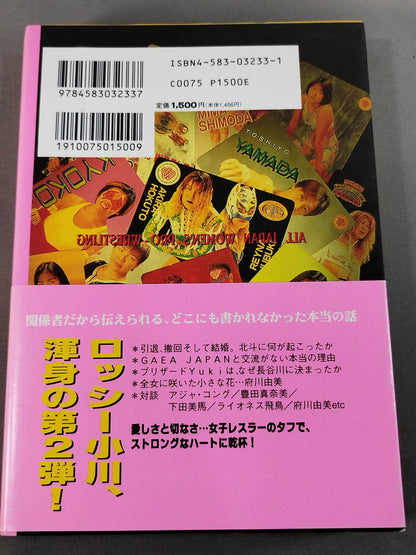 ISBN4-583-03233-1
C0075 P1500E
定価 1,500円 (本体1,456円)
9784583032337
1910075015009
MIMA
SHIMODA
TOSHIYO
YAMADA
KYOKO
AKIRA
HOKUTO
REYNA
JUBUKI
ALL JAPAN WOMEN'S PRO-WRESTLING
関係者だから伝えられる、どこにも書かれなかった本当の話
ロッシー小川、
渾身の第2弾!
*引退、撤回そして結婚。北斗に何が起こったか
*GAEA JAPANと交流がない本当の理由
*ブリザードYukiは、なぜ長谷川に決まったか
*全女に咲いた小さな花…府川由美
*対談 アジャ・コング/豊田真奈美/
下田美馬/ライオネス飛鳥/府川由美etc
愛しさと切なさ…女子レスラーのタフで、
ストロングなハートに乾杯!